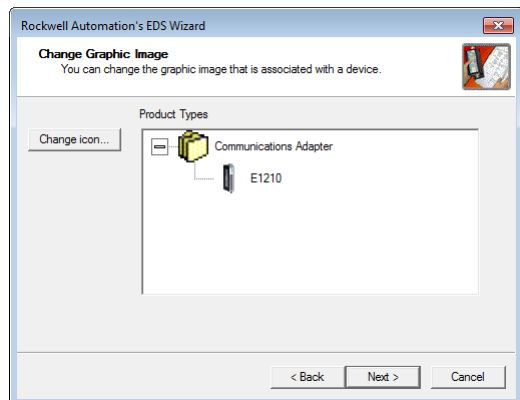 Rockwell Automation's EDS Wizard
Change Graphic Image
You can change the graphic image that is associated with a device.
Product Types
Change icon...
Communications Adapter
E1210
< Back
Next >
Cancel